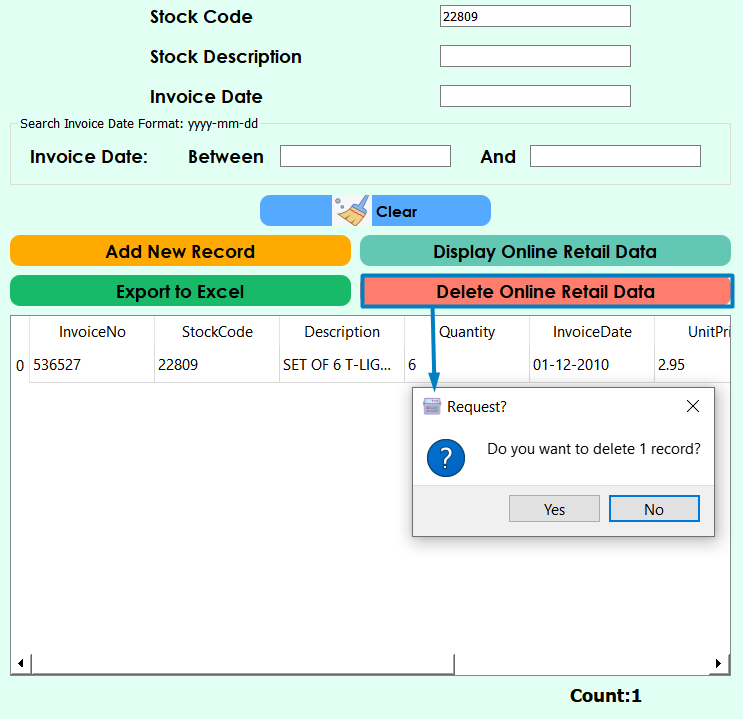 Stock Code 22809
Stock Description
Invoice Date
Search Invoice Date Format: yyyy-mm-dd
Invoice Date: Between And
Clear
Add New Record Display Online Retail Data
Export to Excel Delete Online Retail Data
InvoiceNo StockCode Description Quantity InvoiceDate UnitPri
0 536527 22809 SET OF 6 T-LIG... 6 01-12-2010 2.95
Request?
? Do you want to delete 1 record?
Yes No
Count:1